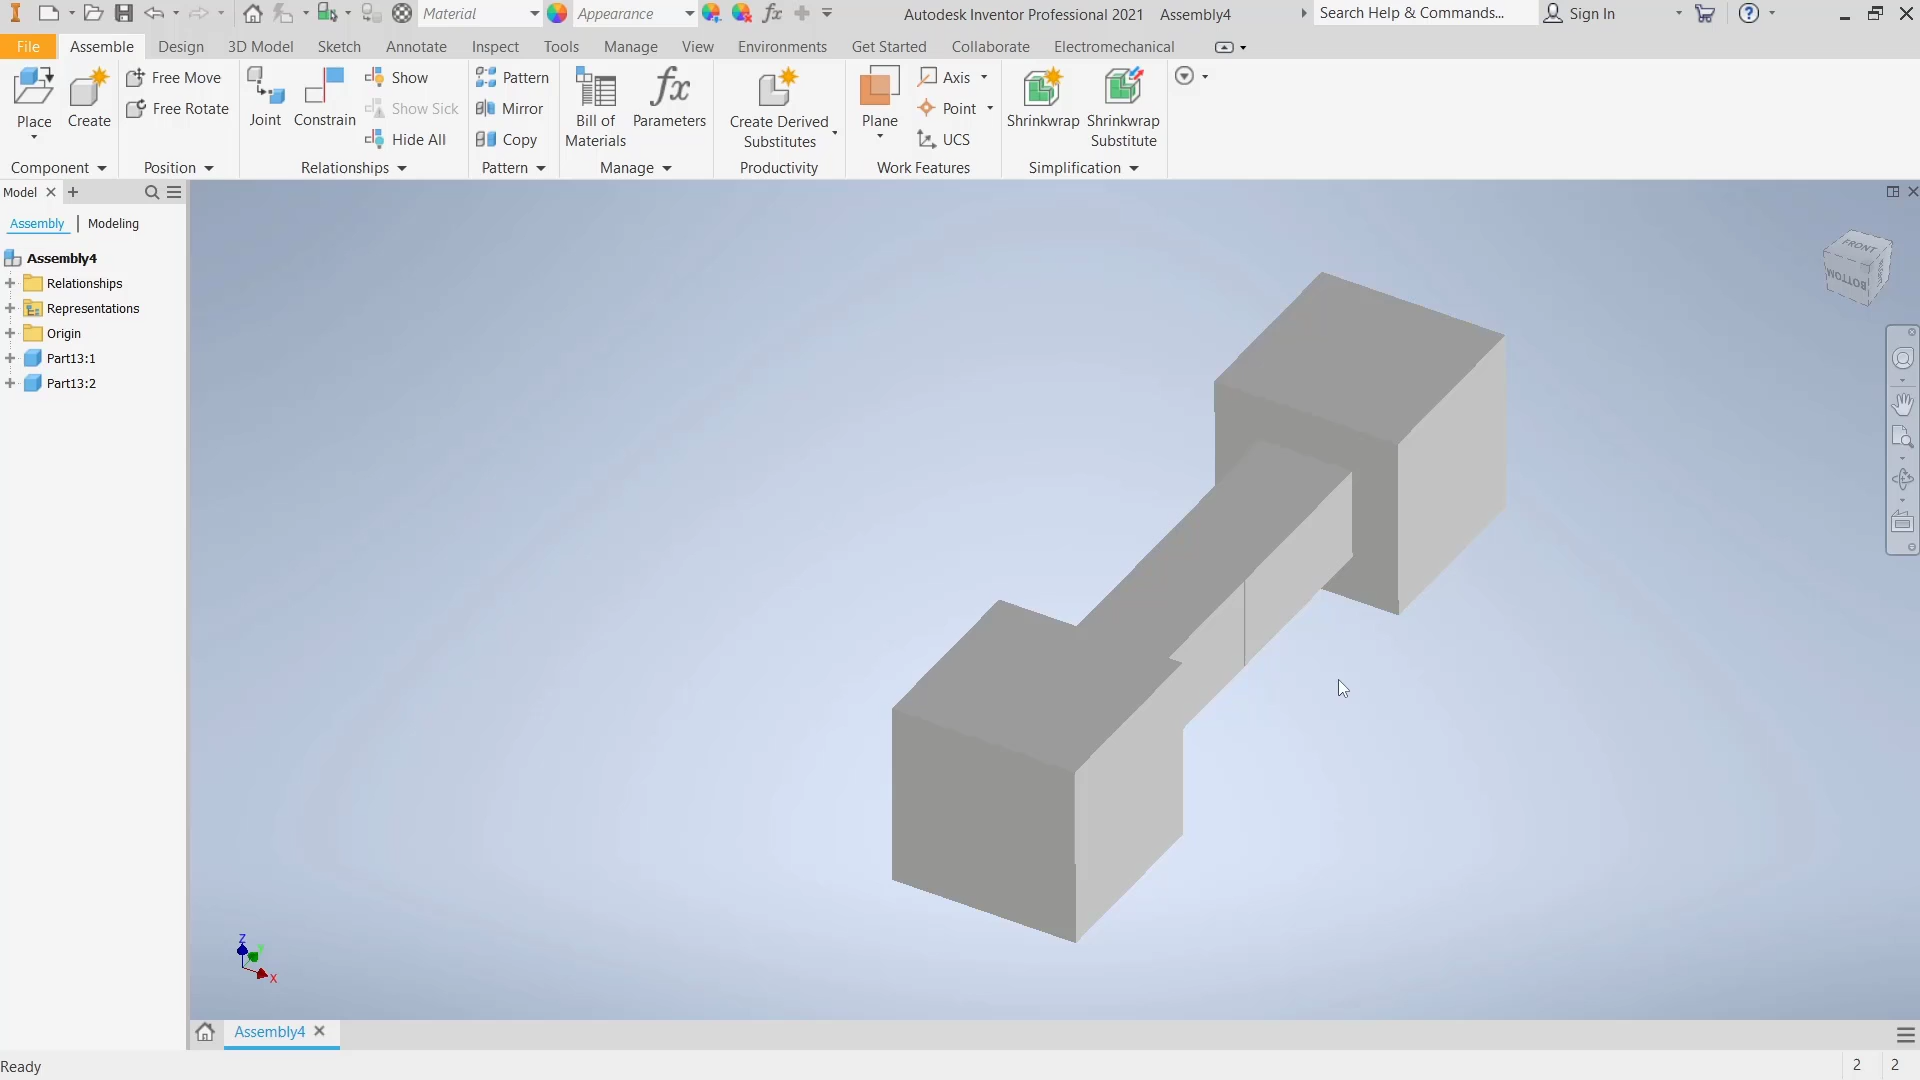 Material
Appearance
Autodesk Inventor Professional 2021 Assembly4
Search Help & Commands...
Sign In
File Assemble Design 3D Model Sketch Annotate Inspect Tools Manage View Environments Get Started Collaborate Electromechanical
Place
Create
Component
Free Move
Free Rotate
Position
Joint
Constrain
Show
Show Sick
Hide All
Relationships
Pattern
Mirror
Copy
Pattern
fx
Bill of
Materials
Parameters
Manage
Create Derived
Substitutes
Productivity
Plane
Axis
Point
UCS
Work Features
Shrinkwrap
Shrinkwrap
Substitute
Simplification
Model
Assembly | Modeling
Assembly4
Relationships
Representations
Origin
Part13:1
Part13:2
FRONT
BOTTOM
Z
X
Assembly4
Ready
2 2